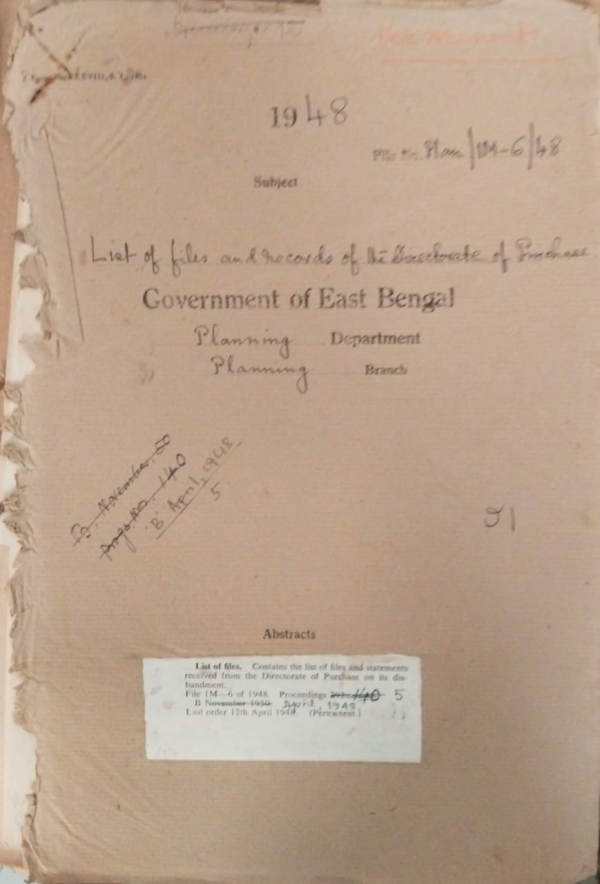 1948
File No. Plan/1M-6/48
Subject
List of files and records of the Directorate of Purchase
Government of East Bengal
Planning Department
Planning Branch
B. November. 50
Progs. No. 140
'B' April, 1948.
5.
Abstracts
List of files. Contains the list of files and statements
received from the Directorate of Purchase on its dis-
bandment.
File 1M—6 of 1948. Proceedings 140 5
B November 1950. April, 1948
Last order 12th April 1948. (Permanent)